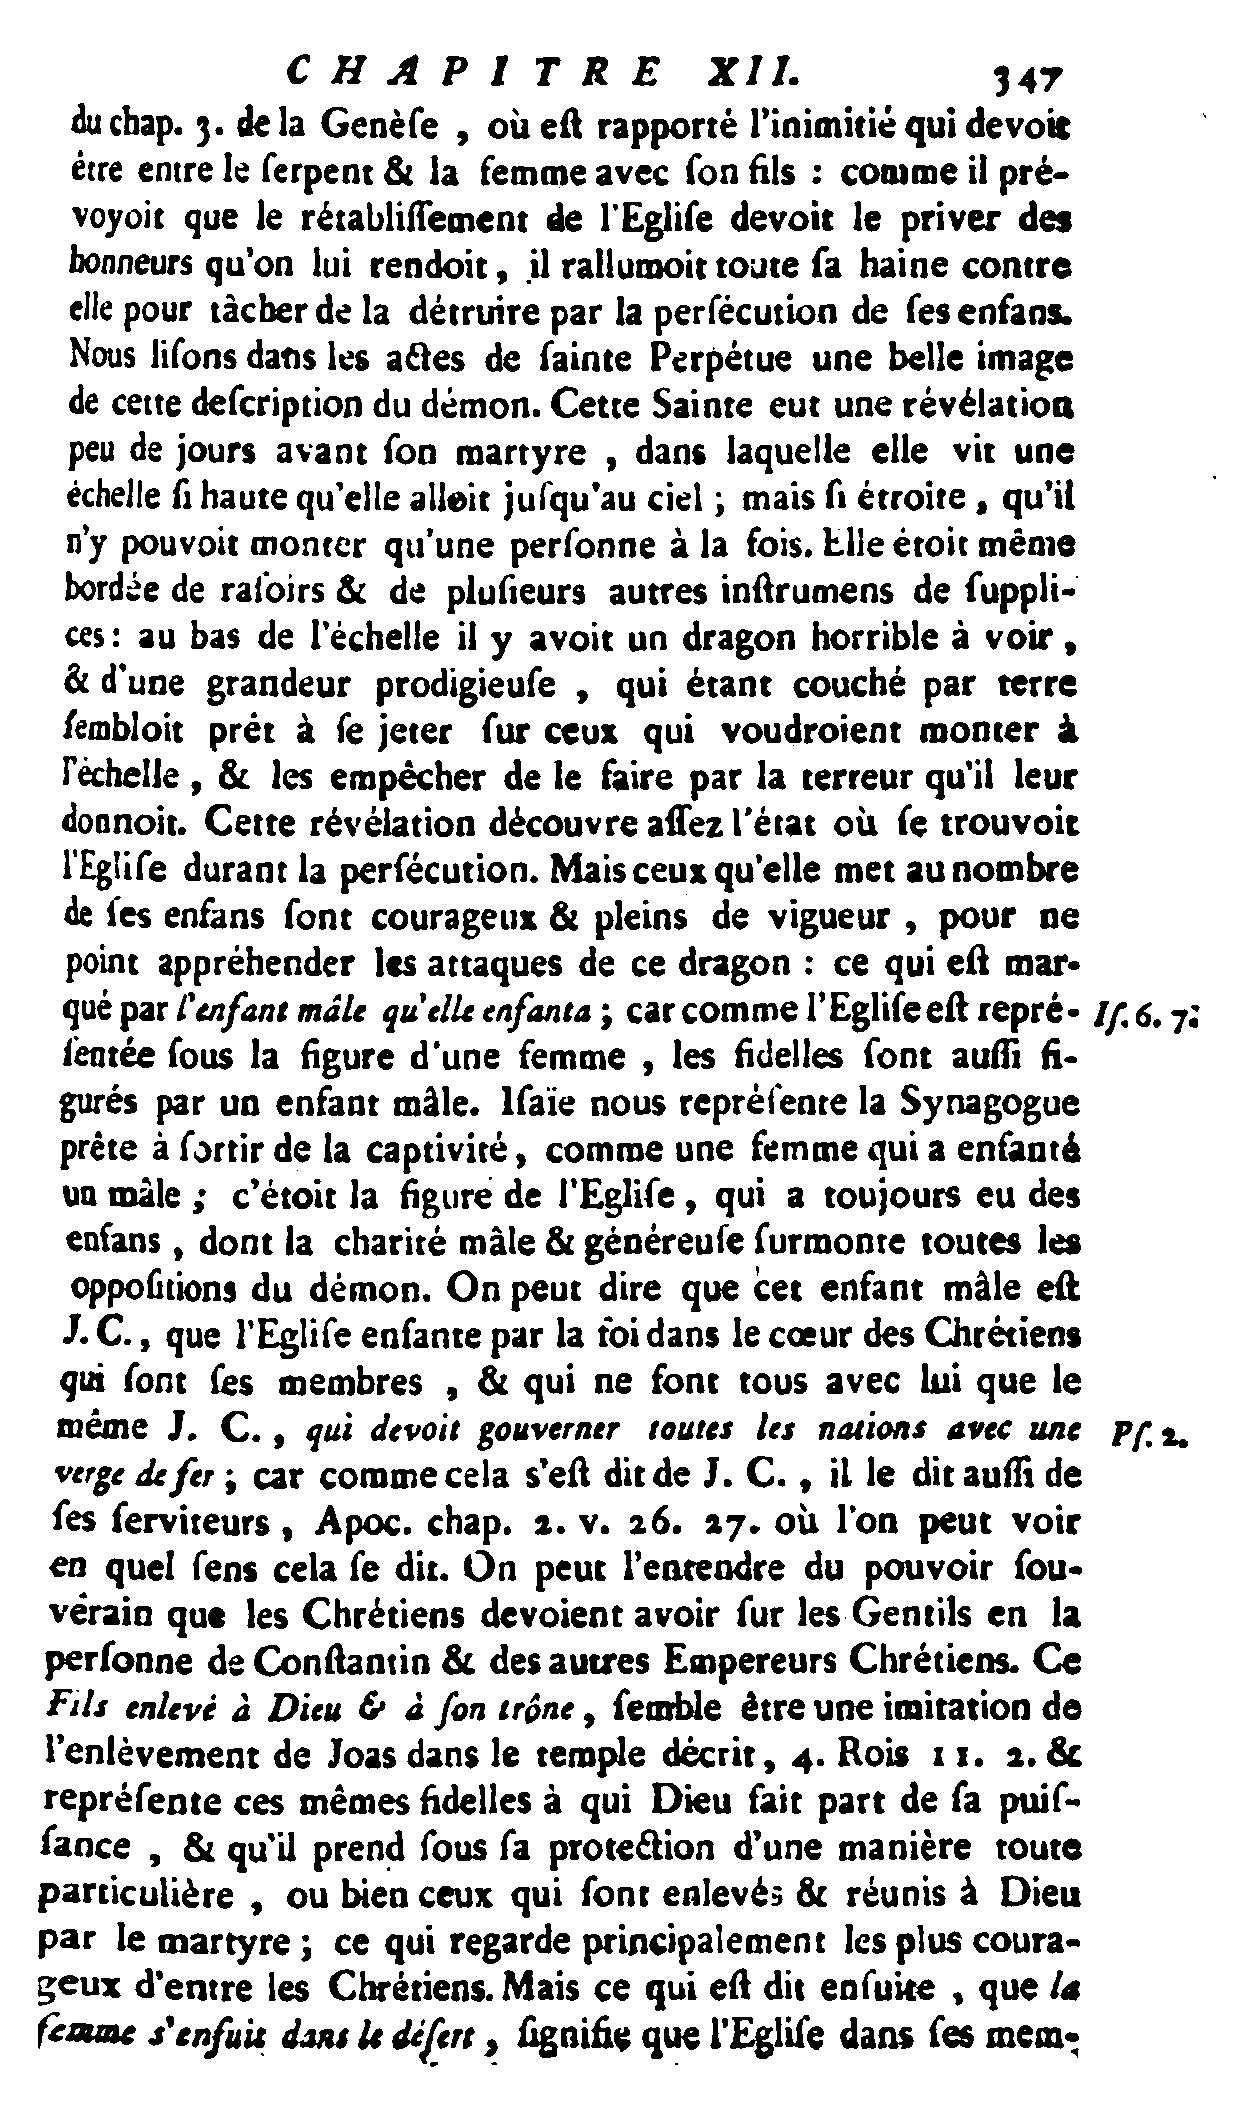 CHAPITRE XII. 347
du chap. 3. de la Genèſe , où eſt rapporté l'inimitié qui devoit
être entre le ſerpent & la femme avec ſon fils : comme il pré-
voyoit que le rétabliſſement de l'Egliſe devoit le priver des
honneurs qu'on lui rendoit, il rallumoit toute ſa haine contre
elle pour tâcher de la détruire par la perſécution de ſes enfans.
Nous liſons dans les actes de ſainte Perpétue une belle image
de cette deſcription du démon. Cette Sainte eut une révélation
peu de jours avant ſon martyre , dans laquelle elle vit une
échelle ſi haute qu'elle alloit juſqu'au ciel ; mais ſi étroite , qu'il
n'y pouvoit monter qu'une perſonne à la fois. Elle étoit même
bordée de raſoirs & de pluſieurs autres inſtrumens de ſuppli-
ces : au bas de l'échelle il y avoit un dragon horrible à voir ,
& d'une grandeur prodigieuſe , qui étant couché par terre
ſembloit prêt à ſe jeter ſur ceux qui voudroient monter à
l'échelle , & les empêcher de le faire par la terreur qu'il leur
donnoit. Cette révélation découvre aſſez l'état où ſe trouvoit
l'Egliſe durant la perſécution. Mais ceux qu'elle met au nombre
de ſes enfans ſont courageux & pleins de vigueur , pour ne
point appréhender les attaques de ce dragon : ce qui eſt mar-
qué par l'enfant mâle qu'elle enfanta ; car comme l'Egliſe eſt repré- Iſ. 6. 7.
ſentée ſous la figure d'une femme , les fidelles ſont auſſi fi-
gurés par un enfant mâle. Iſaïe nous repréſente la Synagogue
prête à ſortir de la captivité, comme une femme qui a enfanté
un mâle ; c'étoit la figure de l'Egliſe , qui a toujours eu des
enfans , dont la charité mâle & généreuſe ſurmonte toutes les
oppoſitions du démon. On peut dire que cet enfant mâle eſt
J. C. , que l'Egliſe enfante par la foi dans le cœur des Chrétiens
qui ſont ſes membres , & qui ne font tous avec lui que le
même J. C. , qui devoit gouverner toutes les nations avec une Pſ. 2.
verge de fer ; car comme cela s'eſt dit de J. C. , il le dit auſſi de
ſes ſerviteurs , Apoc. chap. 2. v. 26. 27. où l'on peut voir
en quel ſens cela ſe dit. On peut l'entendre du pouvoir ſou-
vérain que les Chrétiens devoient avoir ſur les Gentils en la
perſonne de Conſtantin & des autres Empereurs Chrétiens. Ce
Fils enlevé à Dieu & à ſon trône , ſemble être une imitation de
l'enlèvement de Joas dans le temple décrit, 4. Rois 11. 2. &
repréſente ces mêmes fidelles à qui Dieu fait part de ſa puiſ-
ſance , & qu'il prend ſous ſa protection d'une manière toute
particulière , ou bien ceux qui ſont enlevés & réunis à Dieu
par le martyre ; ce qui regarde principalement les plus coura-
geux d'entre les Chrétiens. Mais ce qui eſt dit enſuite , que la
femme s'enfuit dans le déſert , ſignifie que l'Egliſe dans ſes mem-